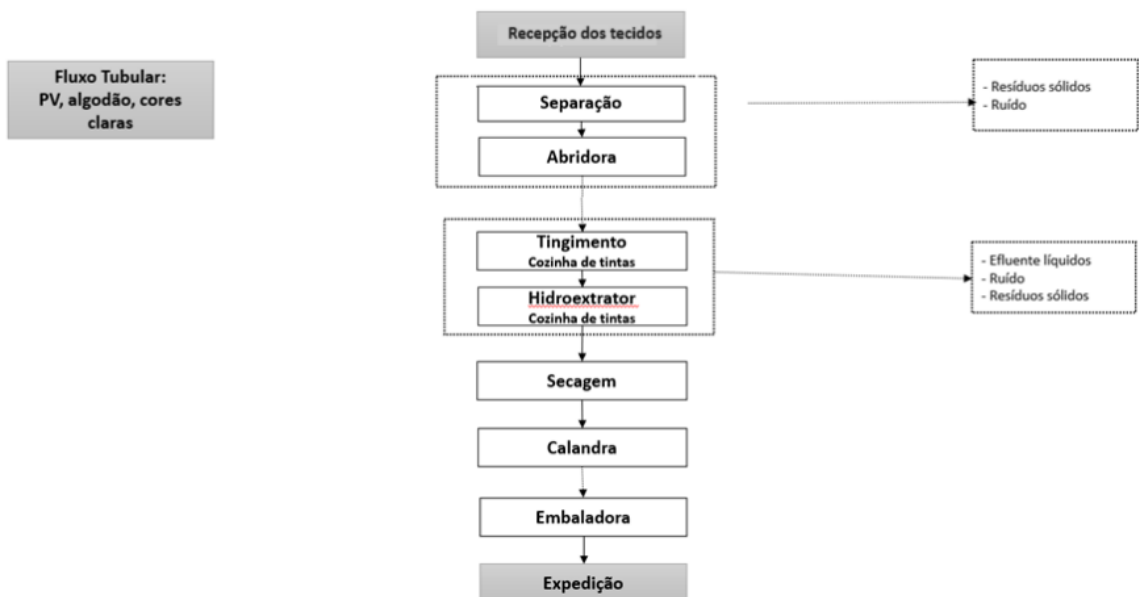 Recepção dos tecidos
Fluxo Tubular:
PV, algodão, cores
claras
Separação
Abridora
- Resíduos sólidos
- Ruído
Tingimento
Cozinha de tintas
Hidroextrator
Cozinha de tintas
- Efluente líquidos
- Ruído
- Resíduos sólidos
Secagem
Calandra
Embaladora
Expedição